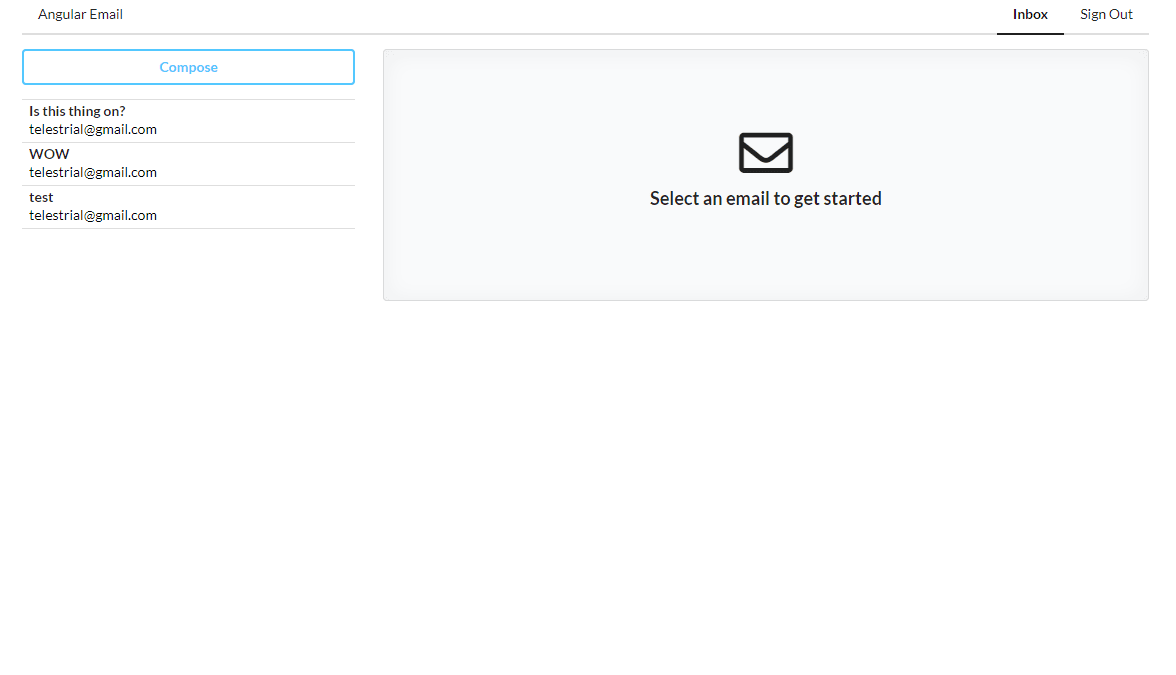 Angular Email
Inbox
Sign Out
Compose
Is this thing on?
telestrial@gmail.com
WOW
telestrial@gmail.com
test
telestrial@gmail.com
Select an email to get started